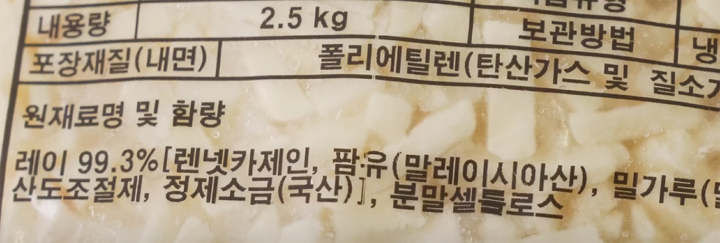 내용량 2.5 kg 보관방법 냉
포장재질(내면) 폴리에틸렌(탄산가스 및 질소가
원재료명 및 함량
레이 99.3%[렌넷카제인, 팜유(말레이시아산), 밀가루(
산도조절제, 정제소금(국산)], 분말셀룰로스